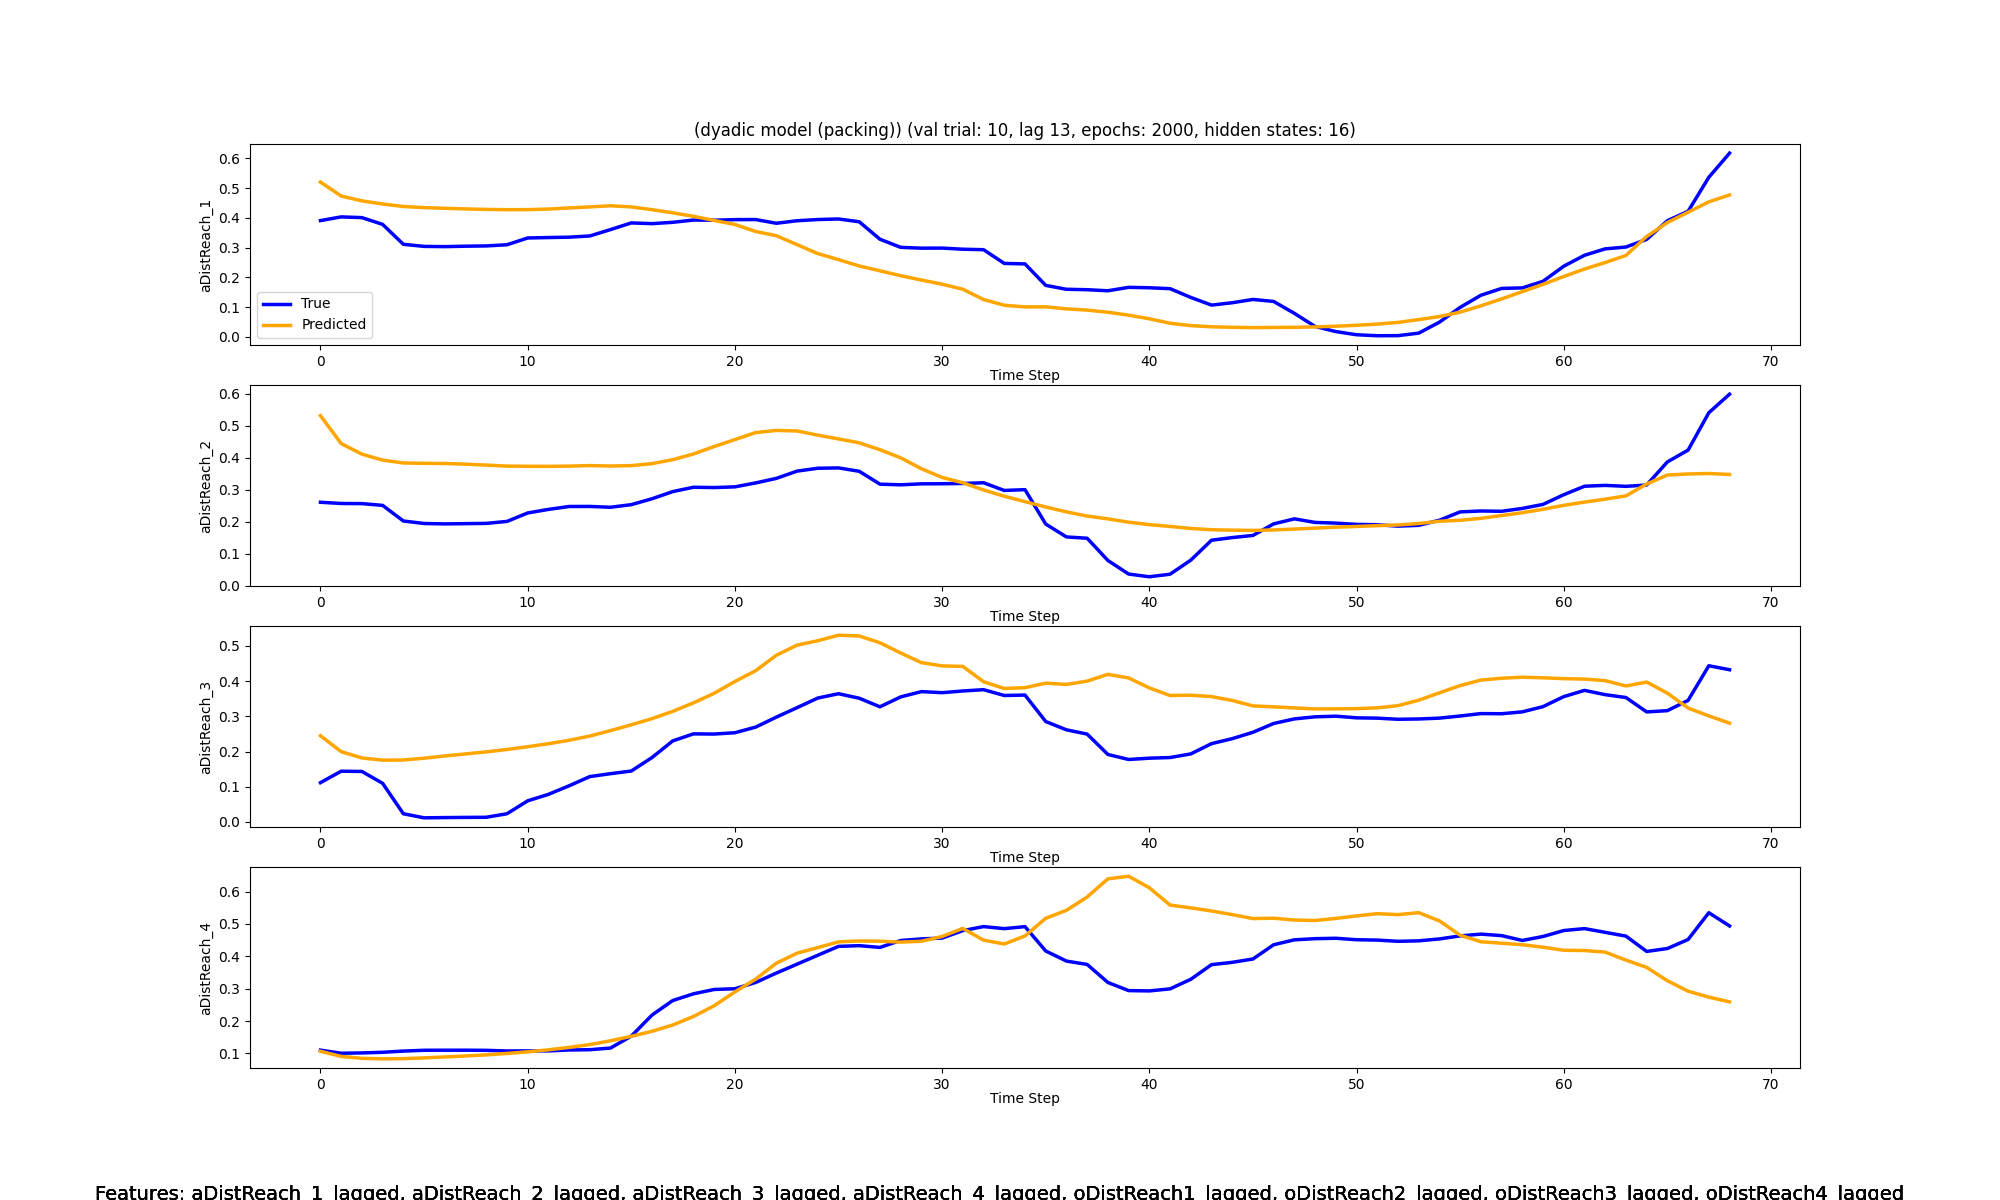 (dyadic model (packing)) (val trial: 10, lag 13, epochs: 2000, hidden states: 16)
0.6
0.5
0.4
0.3
0.2
0.1
0.0
aDistReach_1
True
Predicted
0 10 20 30 40 50 60 70
Time Step
0.6
0.5
0.4
0.3
0.2
0.1
0.0
aDistReach_2
0 10 20 30 40 50 60 70
Time Step
0.5
0.4
0.3
0.2
0.1
0.0
aDistReach_3
0 10 20 30 40 50 60 70
Time Step
0.6
0.5
0.4
0.3
0.2
0.1
aDistReach_4
0 10 20 30 40 50 60 70
Time Step
Features: aDistReach_1_lagged, aDistReach_2_lagged, aDistReach_3_lagged, aDistReach_4_lagged, oDistReach1_lagged, oDistReach2_lagged, oDistReach3_lagged, oDistReach4_lagged